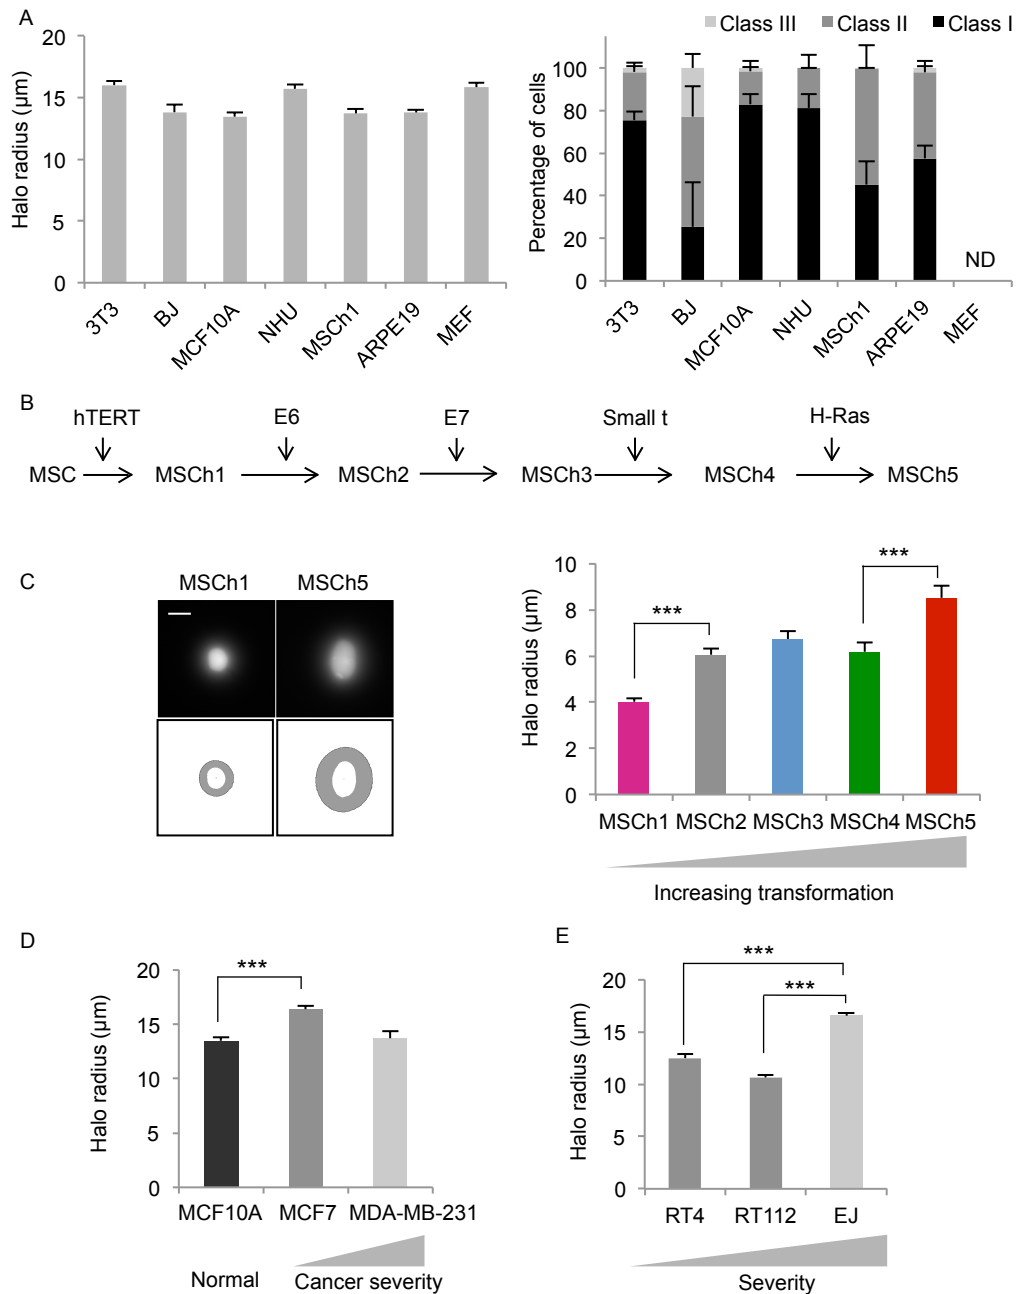 A
Class III Class II Class I
20
15
10
5
0
Halo radius (µm)
3T3 BJ MCF10A NHU MSCh1 ARPE19 MEF
100
80
60
40
20
0
Percentage of cells
ND
3T3 BJ MCF10A NHU MSCh1 ARPE19 MEF
B
hTERT E6 E7 Small t H-Ras
MSC MSCh1 MSCh2 MSCh3 MSCh4 MSCh5
C
MSCh1 MSCh5
10
8
6
4
2
0
Halo radius (µm)
*** ***
MSCh1 MSCh2 MSCh3 MSCh4 MSCh5
Increasing transformation
D
20
15
10
5
0
Halo radius (µm)
***
MCF10A MCF7 MDA-MB-231
Normal Cancer severity
E
20
15
10
5
0
Halo radius (µm)
***
***
RT4 RT112 EJ
Severity